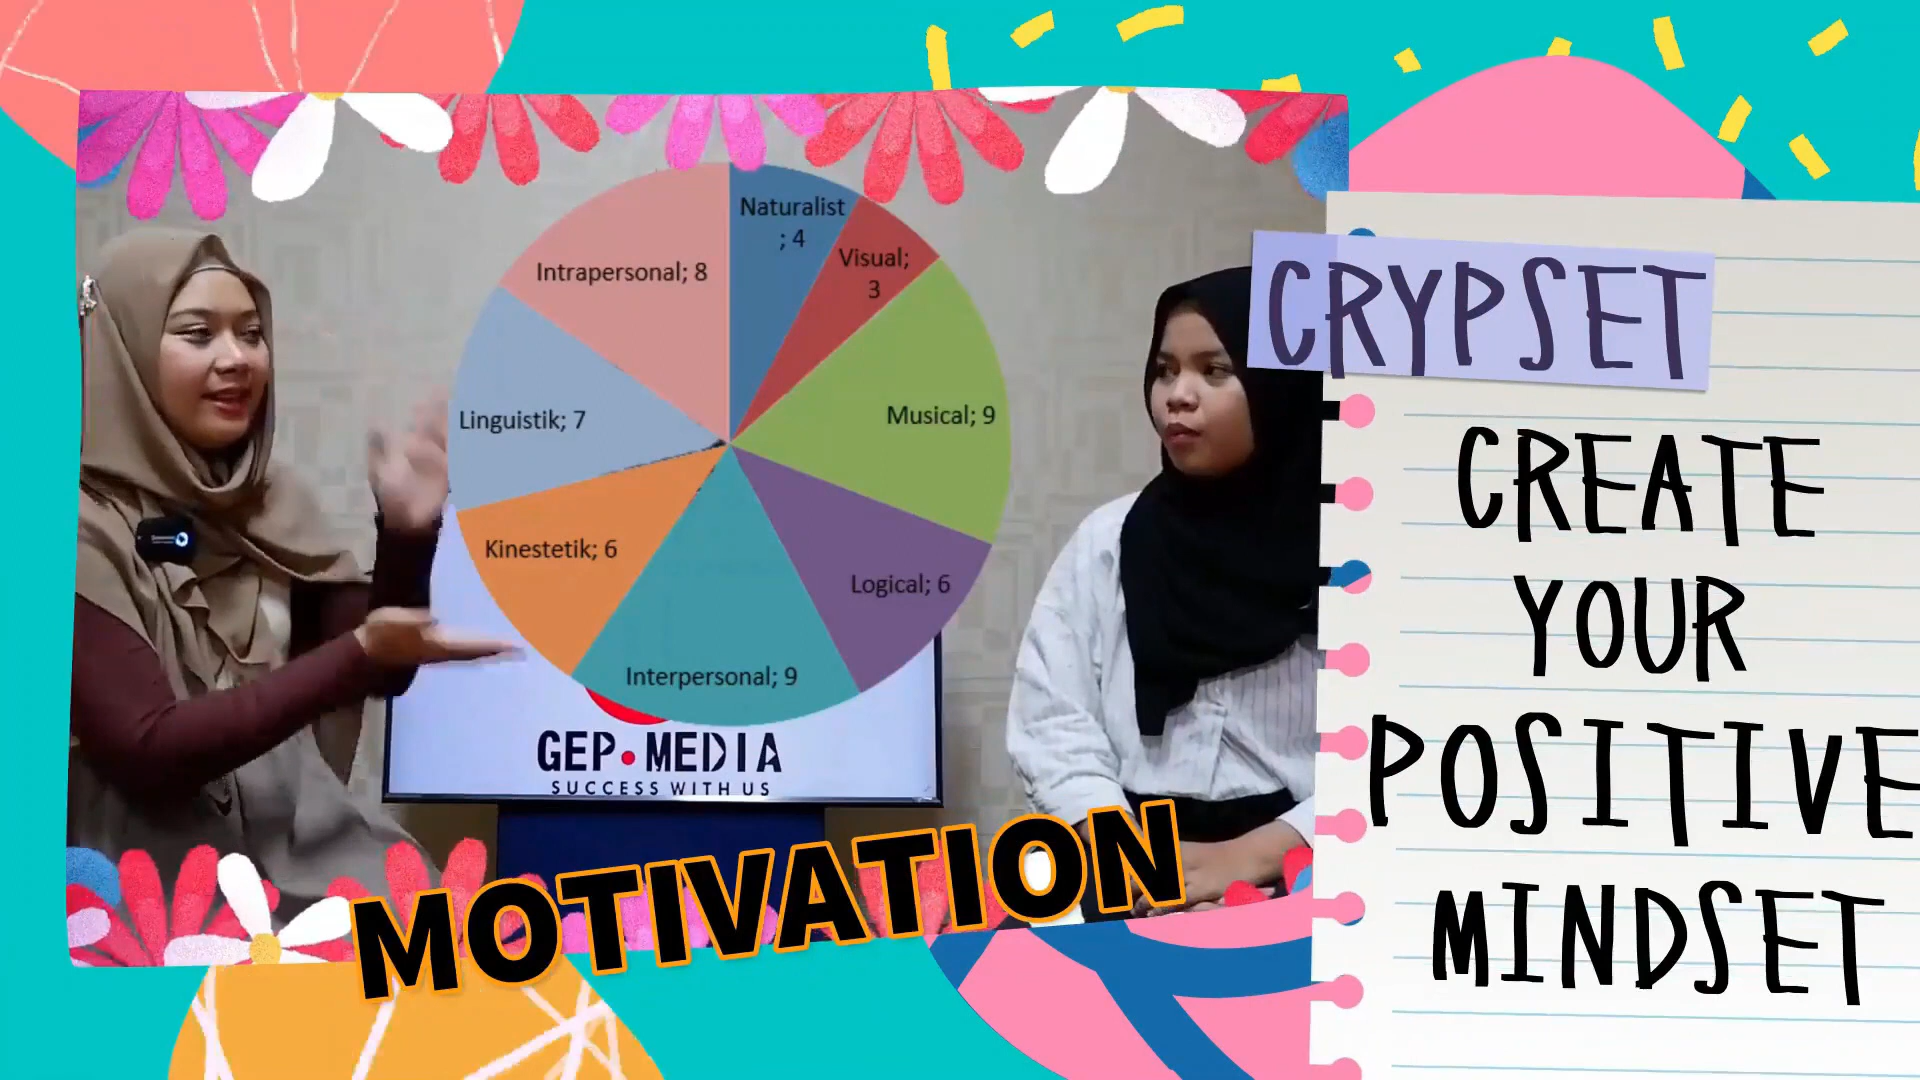 Naturalist
; 4
Visual;
3
Intrapersonal; 8
Musical; 9
Linguistik; 7
Kinestetik; 6
Logical; 6
Interpersonal; 9
GEP MEDIA
SUCCESS WITH US
MOTIVATION
CRYPSET
CREATE
YOUR
POSITIVE
MINDSET